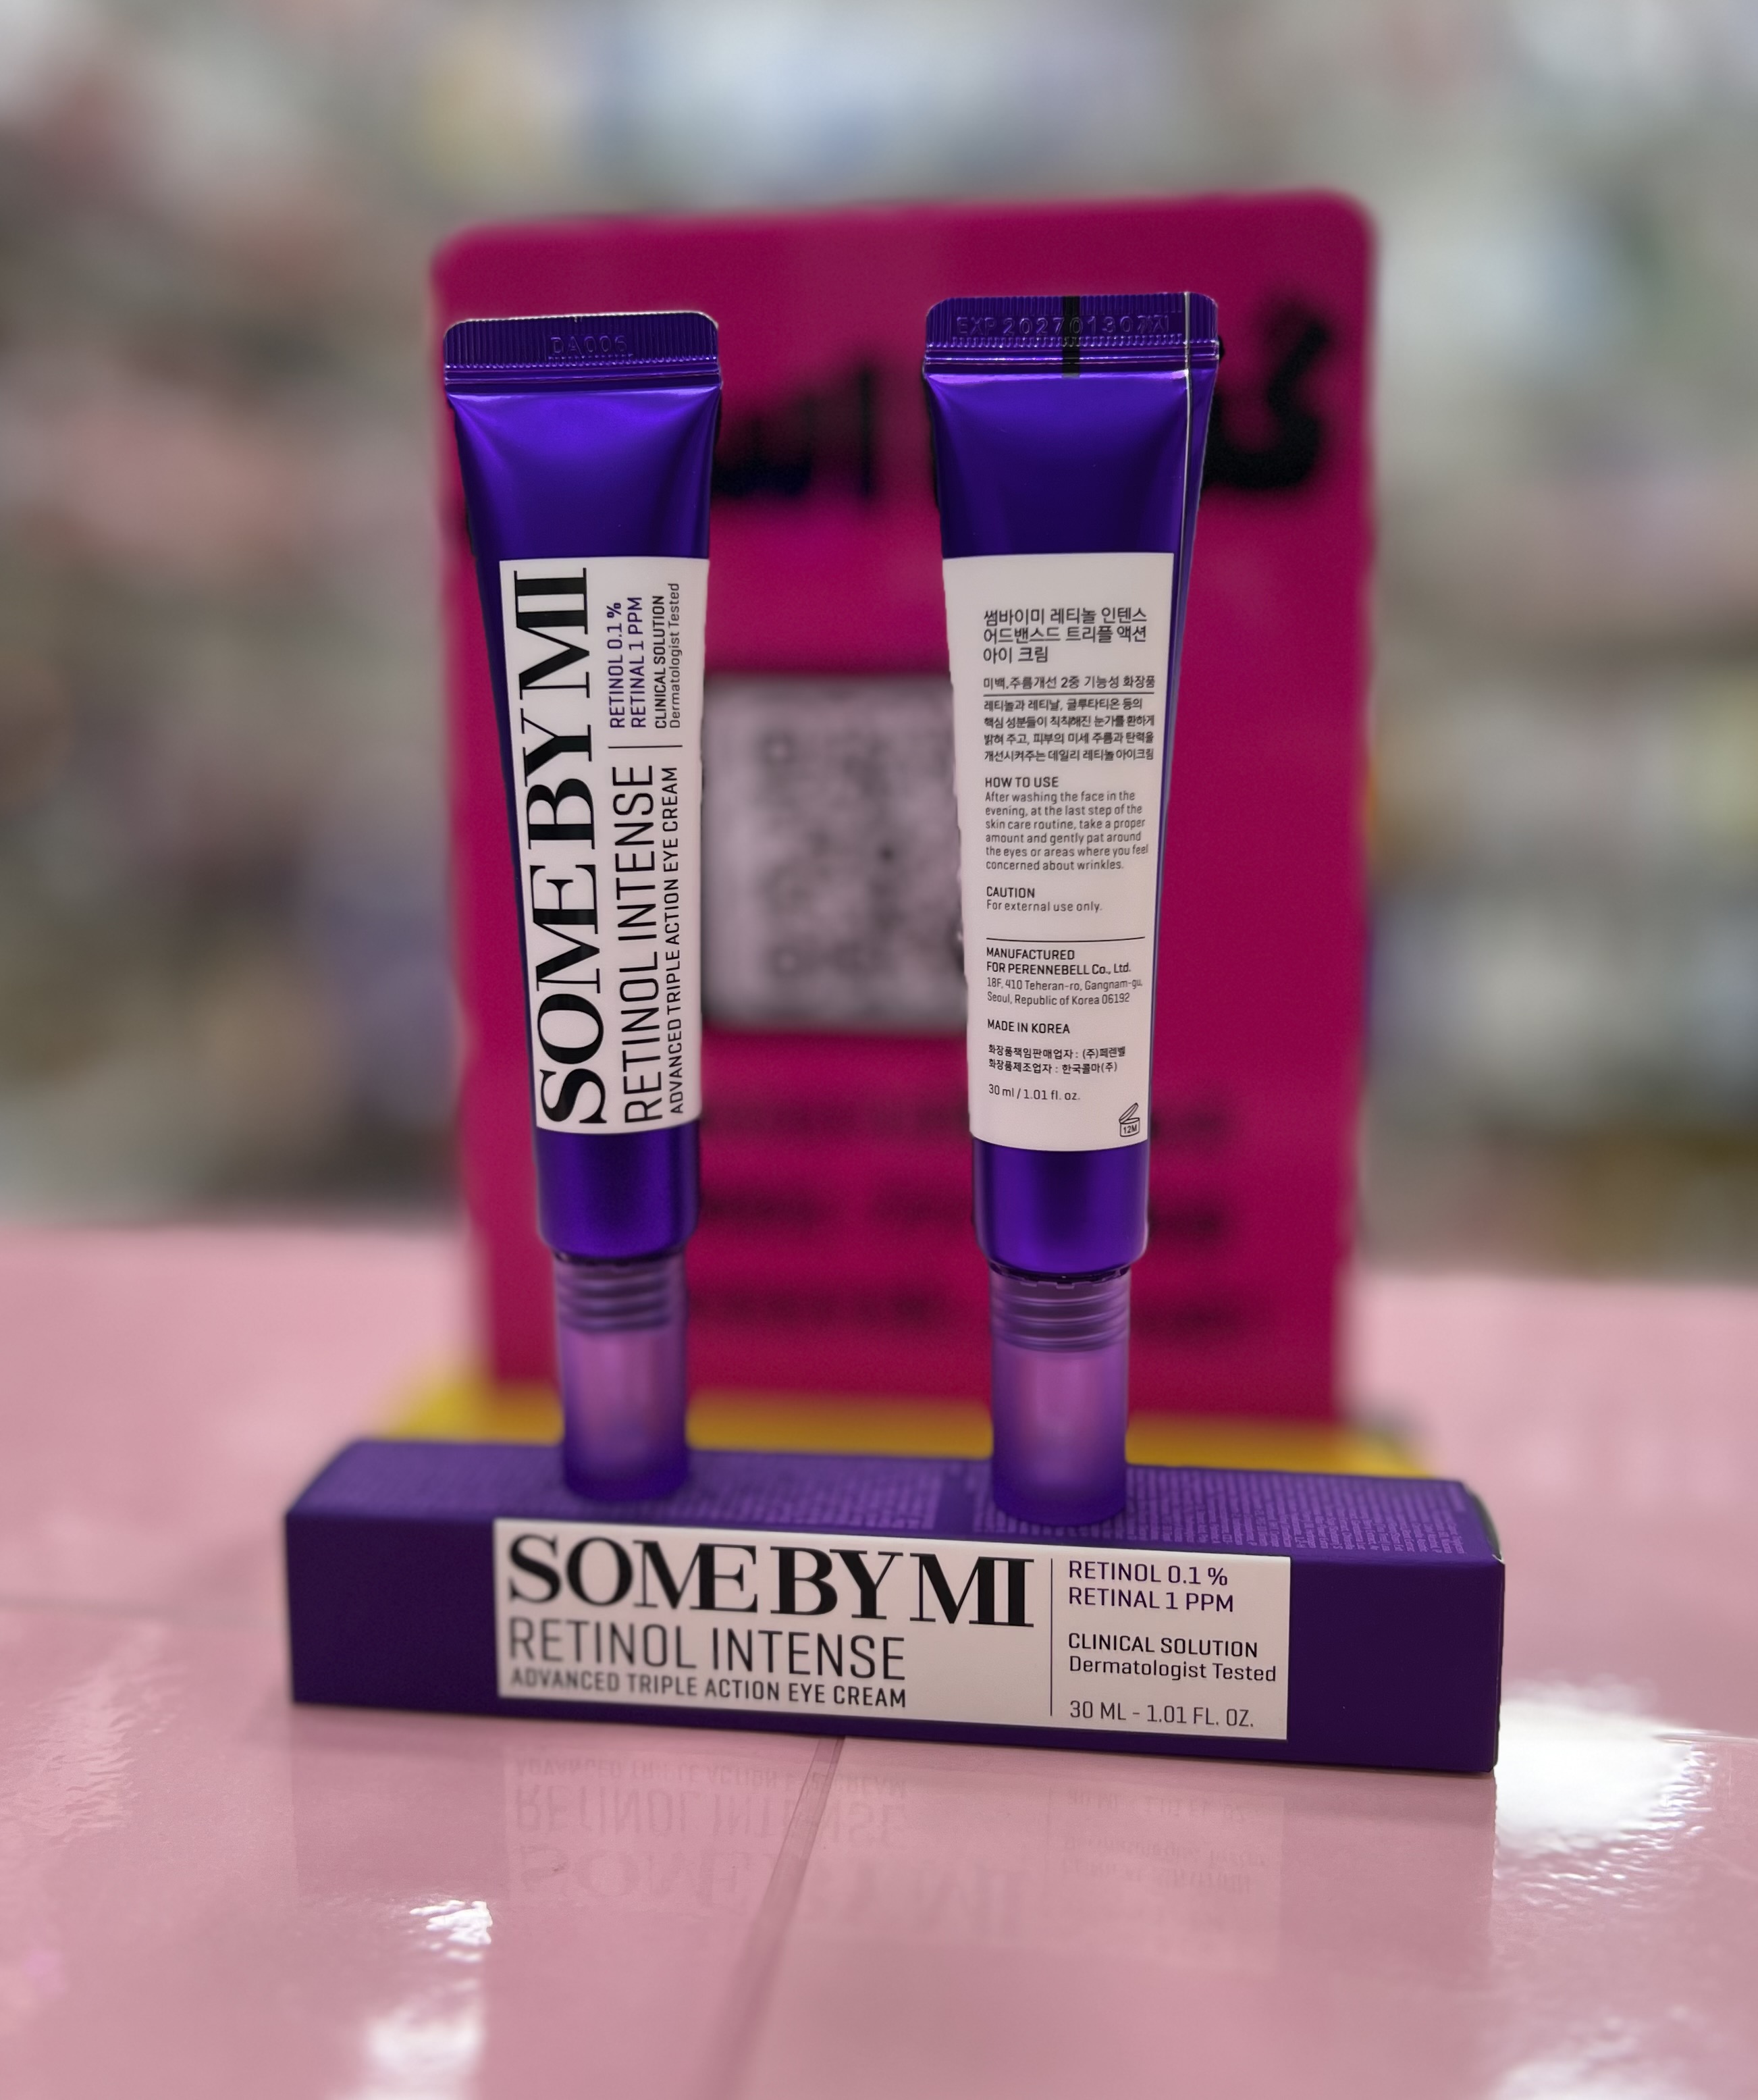 DA006
SOME BY MI
RETINOL INTENSE
ADVANCED TRIPLE ACTION EYE CREAM
RETINOL 0.1 %
RETINAL 1 PPM
CLINICAL SOLUTION
Dermatologist Tested
EXP 20270130까지
썸바이미 레티놀 인텐스
어드밴스드 트리플 액션
아이 크림
미백,주름개선 2중 기능성 화장품
레티놀과 레티날, 글루타티온 등의
핵심 성분들이 칙칙해진 눈가를 환하게
밝혀 주고, 피부의 미세 주름과 탄력을
개선시켜주는 데일리 레티놀 아이크림
HOW TO USE
After washing the face in the
evening, at the last step of the
skin care routine, take a proper
amount and gently pat around
the eyes or areas where you feel
concerned about wrinkles.
CAUTION
For external use only.
MANUFACTURED
FOR PERENNEBELL Co., Ltd.
18F, 410 Teheran-ro, Gangnam-gu,
Seoul, Republic of Korea 06192
MADE IN KOREA
화장품책임판매업자 : (주)페렌벨
화장품제조업자 : 한국콜마(주)
30 ml / 1.01 fl. oz.
12M
SOME BY MI
RETINOL INTENSE
ADVANCED TRIPLE ACTION EYE CREAM
RETINOL 0.1 %
RETINAL 1 PPM
CLINICAL SOLUTION
Dermatologist Tested
30 ML - 1.01 FL. OZ.